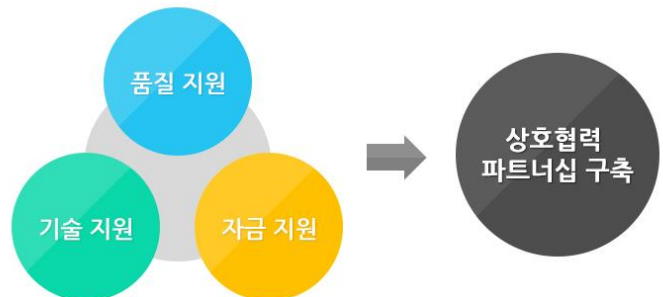 품질 지원
기술 지원
자금 지원
상호협력
파트너십 구축